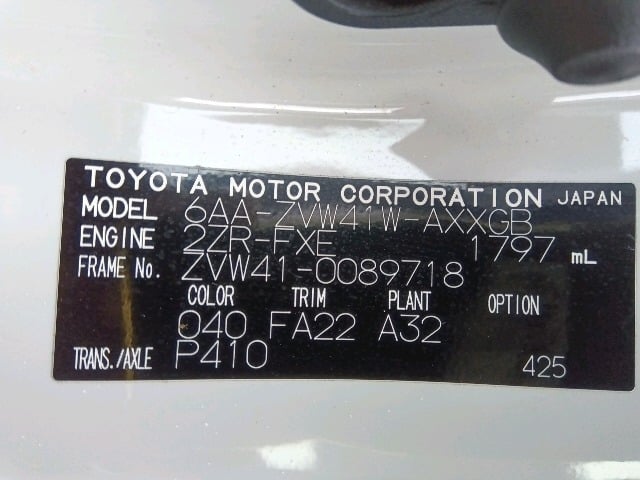 TOYOTA MOTOR CORPORATION JAPAN
MODEL 6AA-ZVW41W-AXXGB
ENGINE 2ZR-FXE 1797 mL
FRAME No. ZVW41-0089718
COLOR TRIM PLANT OPTION
040 FA22 A32
TRANS./AXLE P410 425